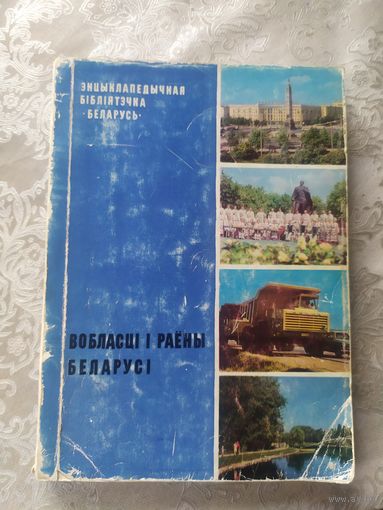 ЭНЦЫКЛАПЕДЫЧНАЯ
БІБЛІЯТЭЧКА
·БЕЛАРУСЬ·
ВОБЛАСЦІ І РАЁНЫ
БЕЛАРУСІ